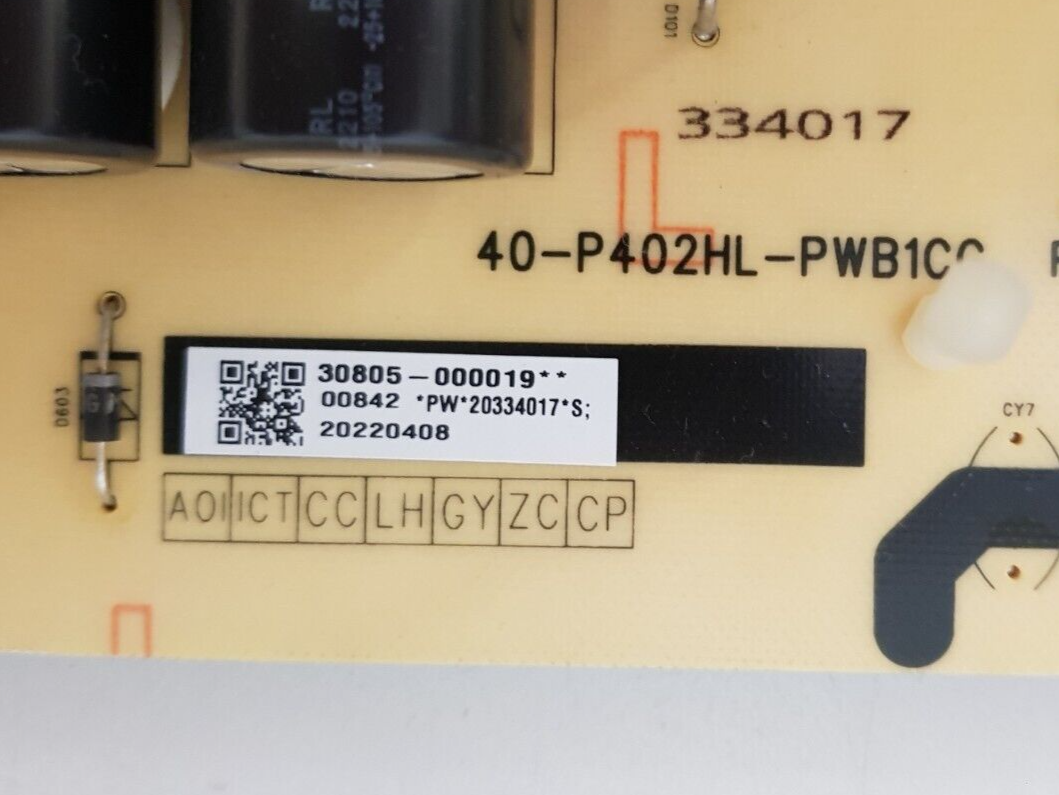 D101
334017
40-P402HL-PWB1CC
30805-000019**
00842 *PW*20334017*S;
20220408
D603
CY7
AOI ICT CC LH GY ZC CP
RL